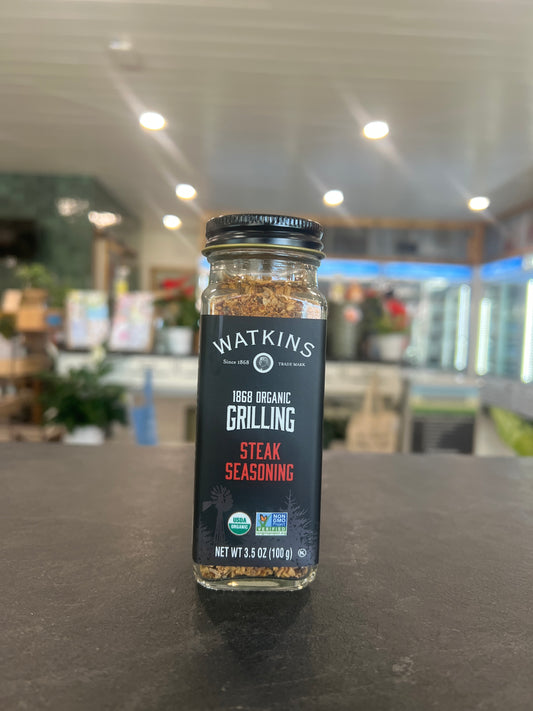 WATKINS
Since 1868 TRADE MARK
1868 ORGANIC
GRILLING
STEAK
SEASONING
USDA
ORGANIC
NON
GMO
Project
VERIFIED
NET WT 3.5 OZ (100 g)